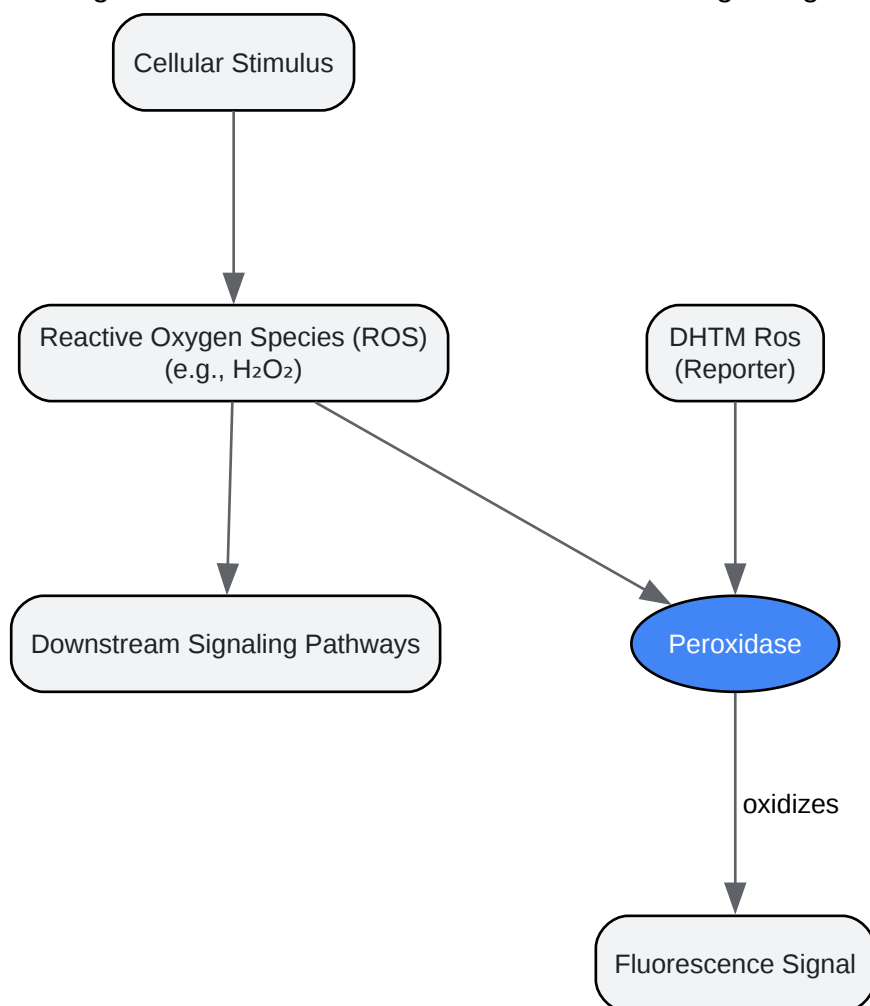 Cellular Stimulus
Reactive Oxygen Species (ROS)
(e.g., H₂O₂)
DHTM Ros
(Reporter)
Downstream Signaling Pathways
Peroxidase
oxidizes
Fluorescence Signal